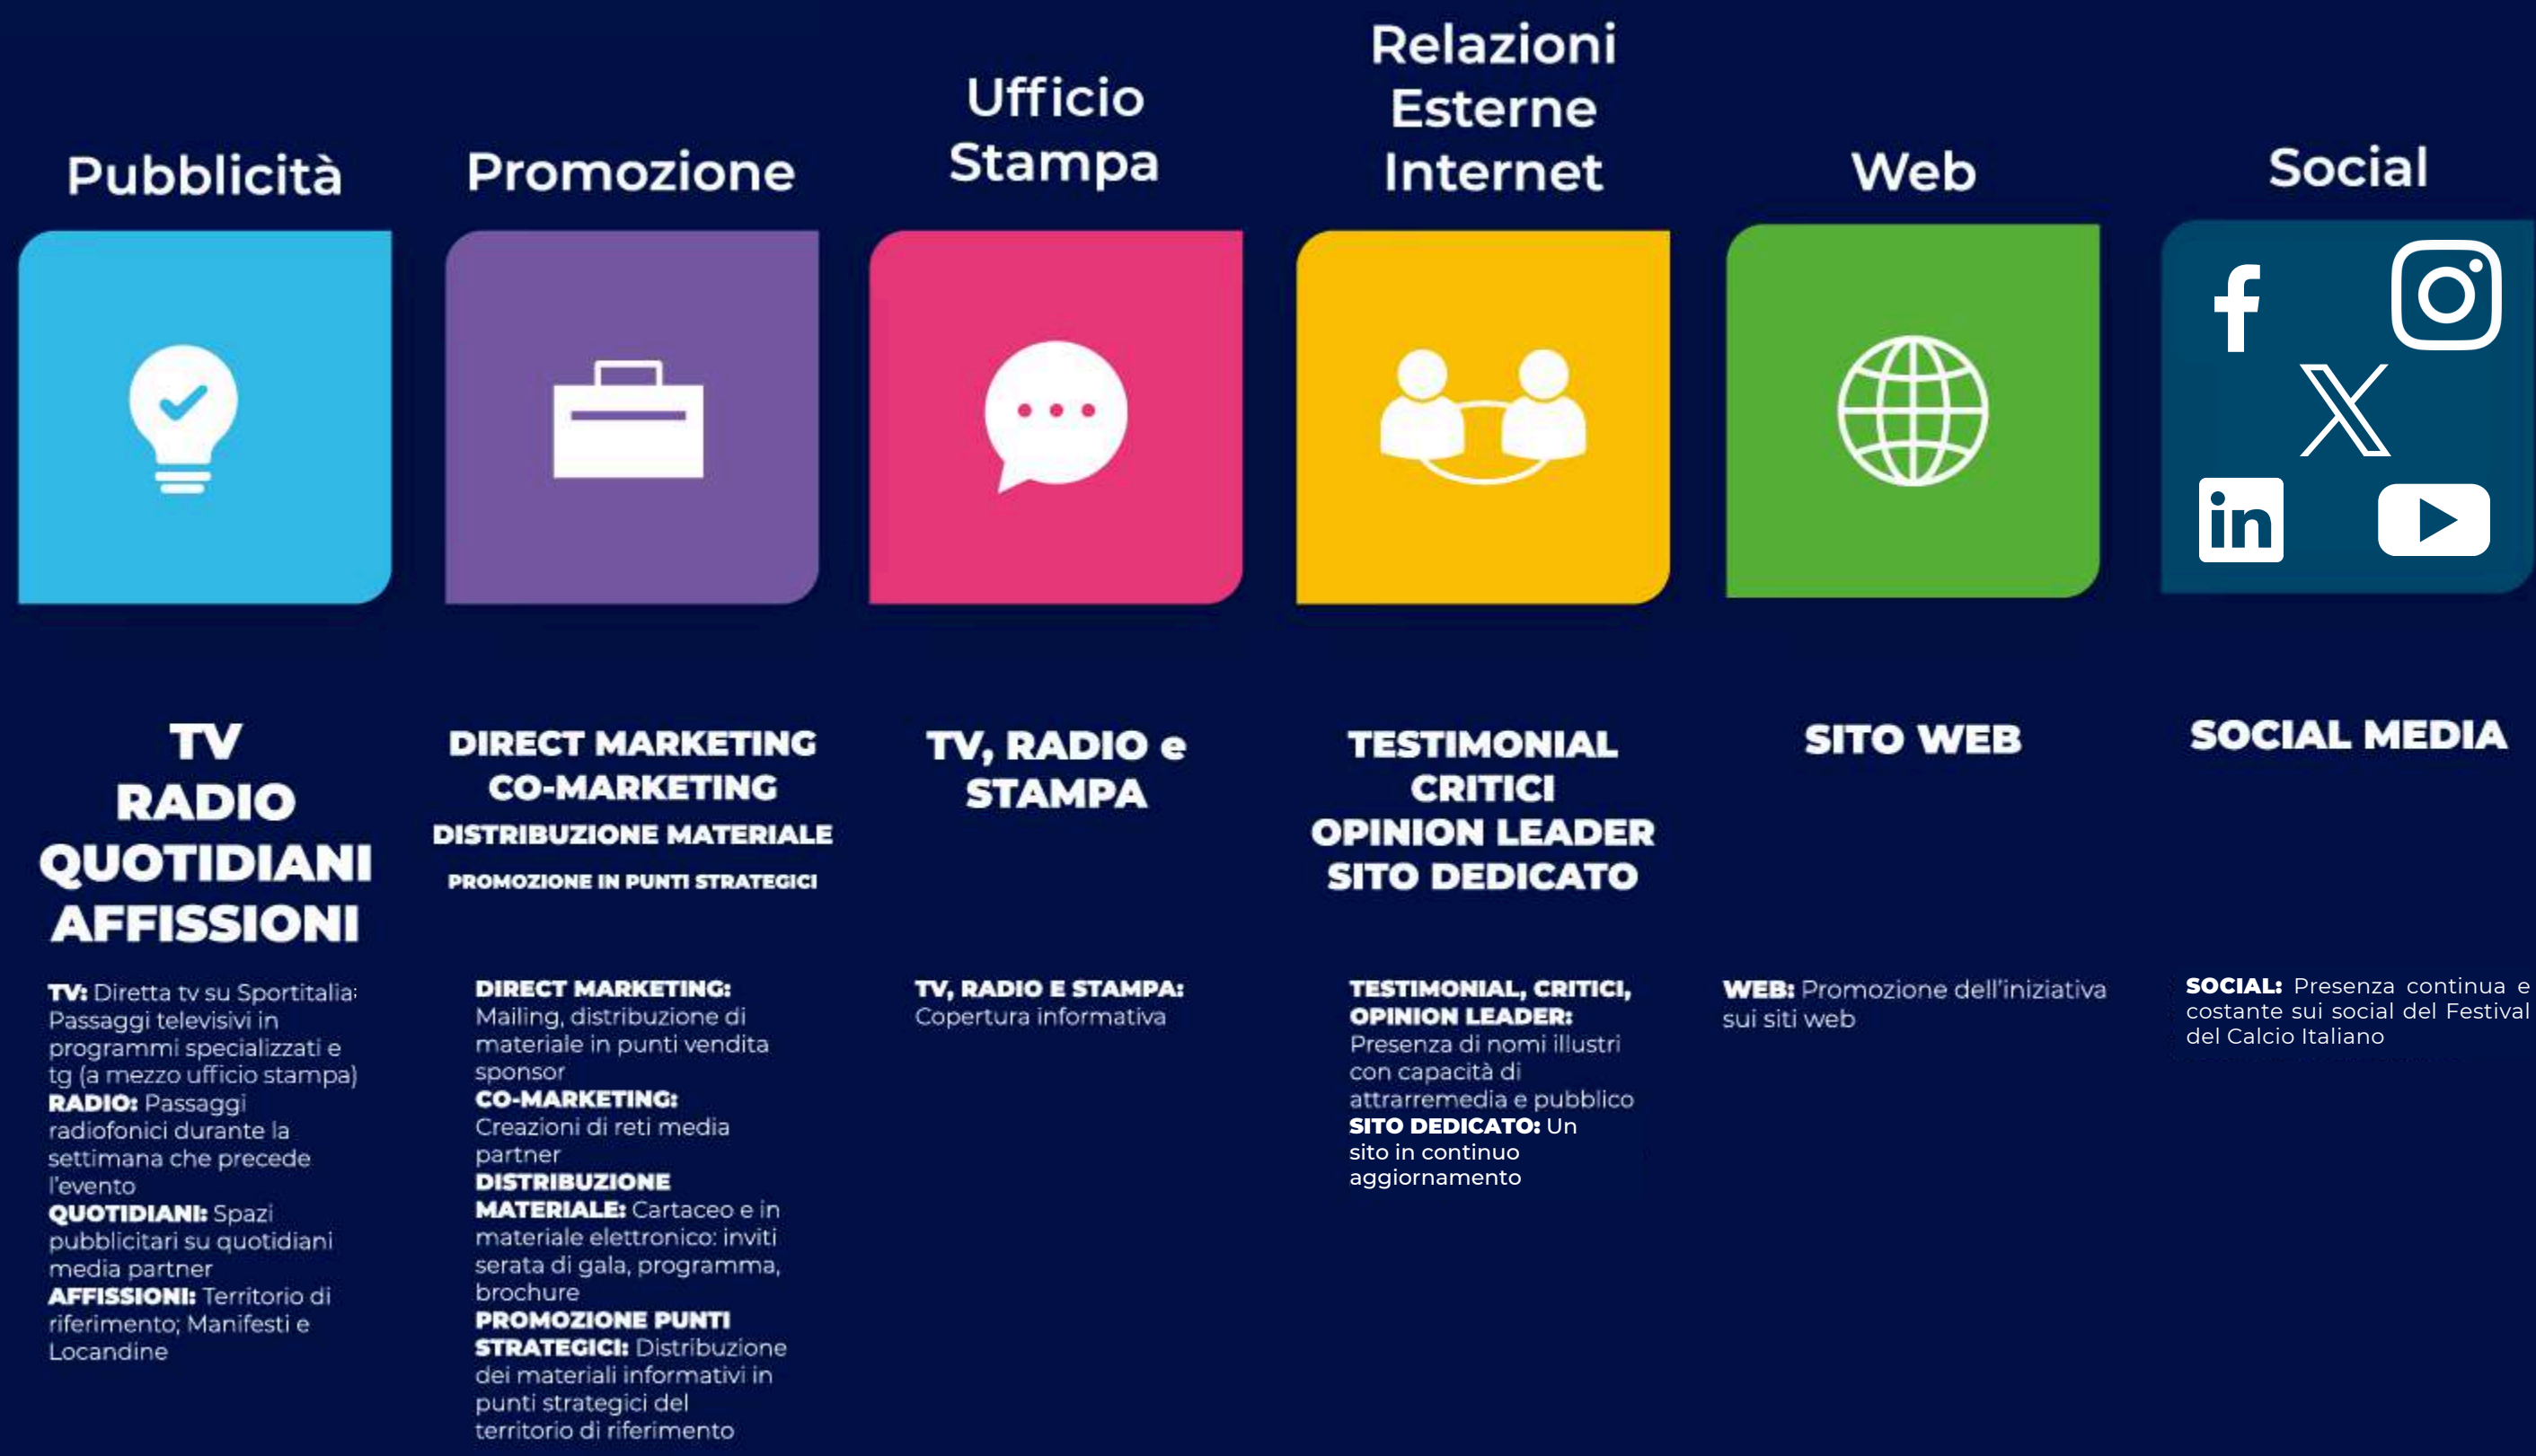 Pubblicità
Promozione
Ufficio
Stampa
Relazioni
Esterne
Internet
Web
Social
f
X
in
TV
RADIO
QUOTIDIANI
AFFISSIONI
TV: Diretta tv su Sportitalia;
Passaggi televisivi in
programmi specializzati e
tg (a mezzo ufficio stampa)
RADIO: Passaggi
radiofonici durante la
settimana che precede
l'evento
QUOTIDIANI: Spazi
pubblicitari su quotidiani
media partner
AFFISSIONI: Territorio di
riferimento; Manifesti e
Locandine
DIRECT MARKETING
CO-MARKETING
DISTRIBUZIONE MATERIALE
PROMOZIONE IN PUNTI STRATEGICI
DIRECT MARKETING:
Mailing, distribuzione di
materiale in punti vendita
sponsor
CO-MARKETING:
Creazioni di reti media
partner
DISTRIBUZIONE
MATERIALE: Cartaceo e in
materiale elettronico: inviti
serata di gala, programma,
brochure
PROMOZIONE PUNTI
STRATEGICI: Distribuzione
dei materiali informativi in
punti strategici del
territorio di riferimento
TV, RADIO e
STAMPA
TV, RADIO E STAMPA:
Copertura informativa
TESTIMONIAL
CRITICI
OPINION LEADER
SITO DEDICATO
TESTIMONIAL, CRITICI,
OPINION LEADER:
Presenza di nomi illustri
con capacità di
attrarremedia e pubblico
SITO DEDICATO: Un
sito in continuo
aggiornamento
SITO WEB
WEB: Promozione dell'iniziativa
sui siti web
SOCIAL MEDIA
SOCIAL: Presenza continua e
costante sui social del Festival
del Calcio Italiano